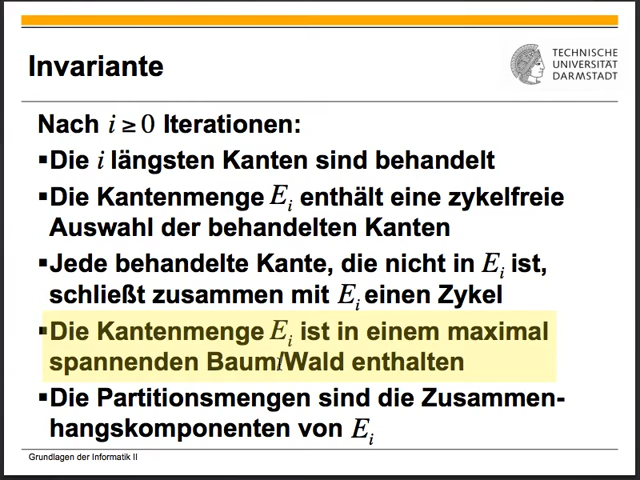 Invariante
TECHNISCHE
UNIVERSITÄT
DARMSTADT
Nach i ≥ 0 Iterationen:
▪Die i längsten Kanten sind behandelt
▪Die Kantenmenge Eᵢ enthält eine zykelfreie
Auswahl der behandelten Kanten
▪Jede behandelte Kante, die nicht in Eᵢ ist,
schließt zusammen mit Eᵢ einen Zykel
▪Die Kantenmenge Eᵢ ist in einem maximal
spannenden Baum/Wald enthalten
▪Die Partitionsmengen sind die Zusammen-
hangskomponenten von Eᵢ
Grundlagen der Informatik II